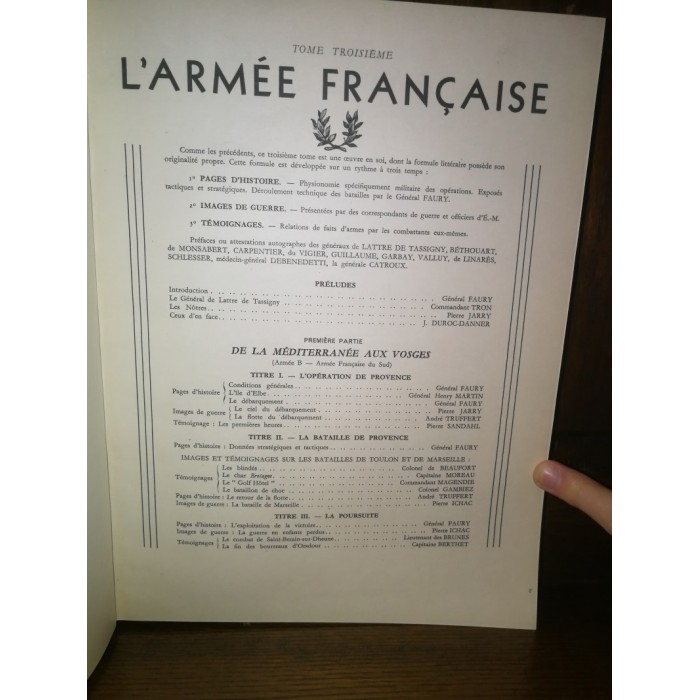 TOME TROISIÈME
L'ARMÉE FRANÇAISE
Comme les précédents, ce troisième tome est une œuvre en soi, dont la formule littéraire possède son
originalité propre. Cette formule est développée sur un rythme à trois temps :
1º PAGES D'HISTOIRE. — Physionomie spécifiquement militaire des opérations. Exposés
tactiques et stratégiques. Déroulement technique des batailles par le Général FAURY.
2º IMAGES DE GUERRE. — Présentées par des correspondants de guerre et officiers d'É.-M.
3º TÉMOIGNAGES. — Relations de faits d'armes par les combattants eux-mêmes.
Préfaces ou attestations autographes des généraux de LATTRE DE TASSIGNY, BÉTHOUART,
de MONSABERT, CARPENTIER, du VIGIER, GUILLAUME, GARBAY, VALLUY, de LINARÈS,
SCHLESSER, médecin-général DEBENEDETTI, la générale CATROUX.
PRÉLUDES
Introduction . . . Général FAURY
Le Général de Lattre de Tassigny . . . Commandant TRON
Les Nôtres . . . Pierre JARRY
Ceux d'en face . . . J. DUROC-DANNER
PREMIÈRE PARTIE
DE LA MÉDITERRANÉE AUX VOSGES
(Armée B — Armée Française du Sud)
TITRE I. — L'OPÉRATION DE PROVENCE
Pages d'histoire { Conditions générales . . . Général FAURY
L'île d'Elbe . . . Général Henry MARTIN
Le débarquement . . . Général FAURY
Images de guerre { Le ciel du débarquement . . . Pierre JARRY
La flotte du débarquement . . . André TRUFFERT
Témoignage : Les premières heures . . . Pierre SANDAHL
TITRE II. — LA BATAILLE DE PROVENCE
Pages d'histoire : Données stratégiques et tactiques . . . Général FAURY
IMAGES ET TÉMOIGNAGES SUR LES BATAILLES DE TOULON ET DE MARSEILLE :
Témoignages { Les blindés . . . Colonel de BEAUFORT
Le char Bretagne . . . Capitaine MOREAU
Le " Golf Hôtel " . . . Commandant MAGENDIE
Le bataillon de choc . . . Colonel GAMBIEZ
Pages d'histoire : Le retour de la flotte . . . André TRUFFERT
Images de guerre : La bataille de Marseille . . . Pierre ICHAC
TITRE III. — LA POURSUITE
Pages d'histoire : L'exploitation de la victoire . . . Général FAURY
Images de guerre : La guerre en enfants perdus . . . Pierre ICHAC
Témoignages { Le combat de Saint-Berain-sur-Dheune . . . Lieutenant des BRUNES
La fin des bourreaux d'Oradour . . . Capitaine BERTHET